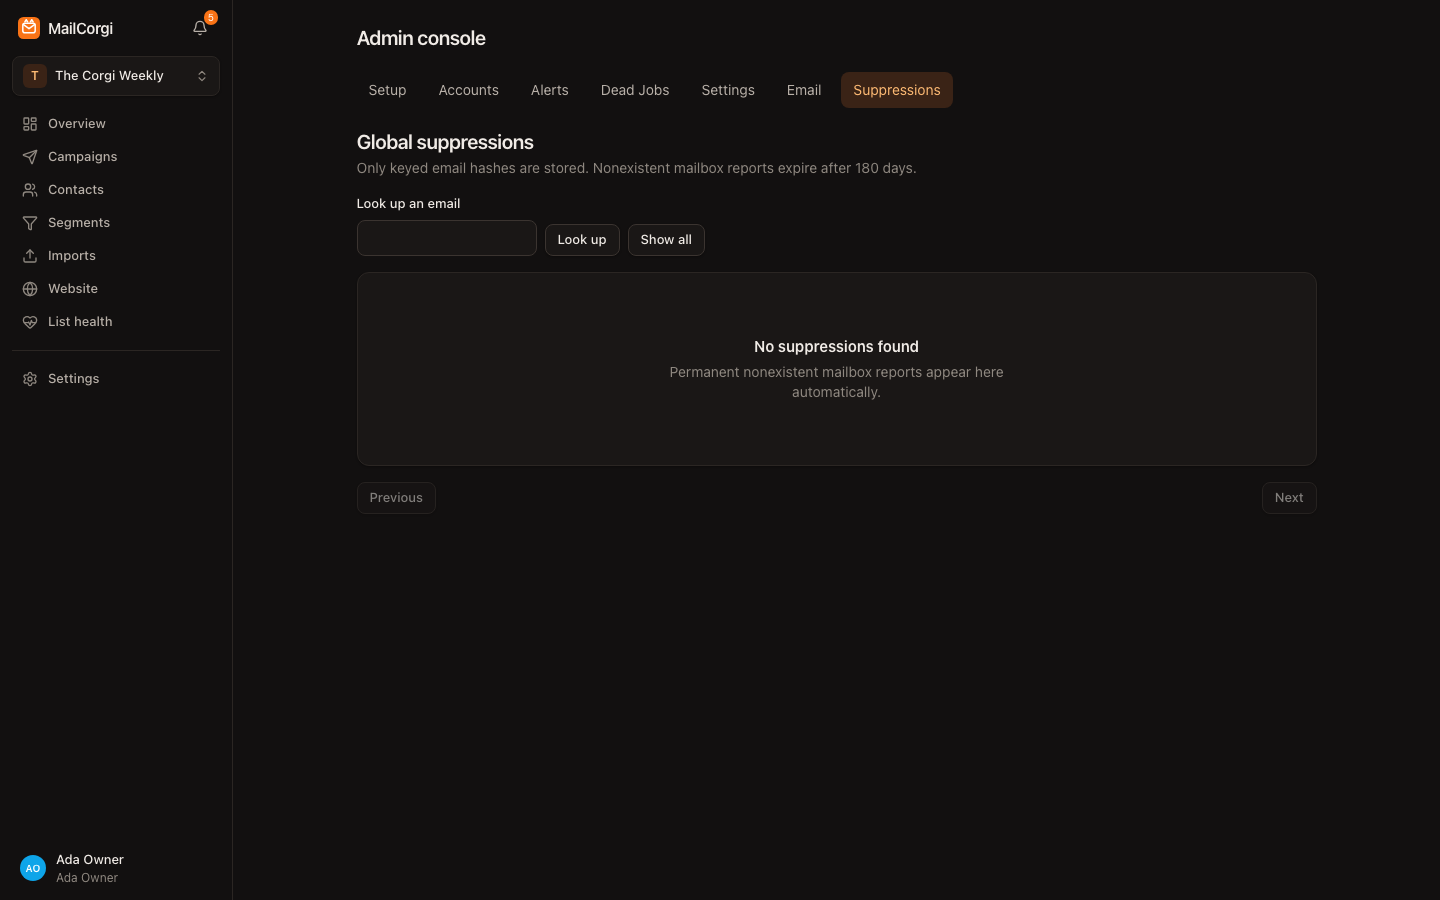 MailCorgi
5
T
The Corgi Weekly
Overview
Campaigns
Contacts
Segments
Imports
Website
List health
Settings
AO
Ada Owner
Ada Owner
Admin console
Setup
Accounts
Alerts
Dead Jobs
Settings
Email
Suppressions
Global suppressions
Only keyed email hashes are stored. Nonexistent mailbox reports expire after 180 days.
Look up an email
Look up
Show all
No suppressions found
Permanent nonexistent mailbox reports appear here
automatically.
Previous
Next